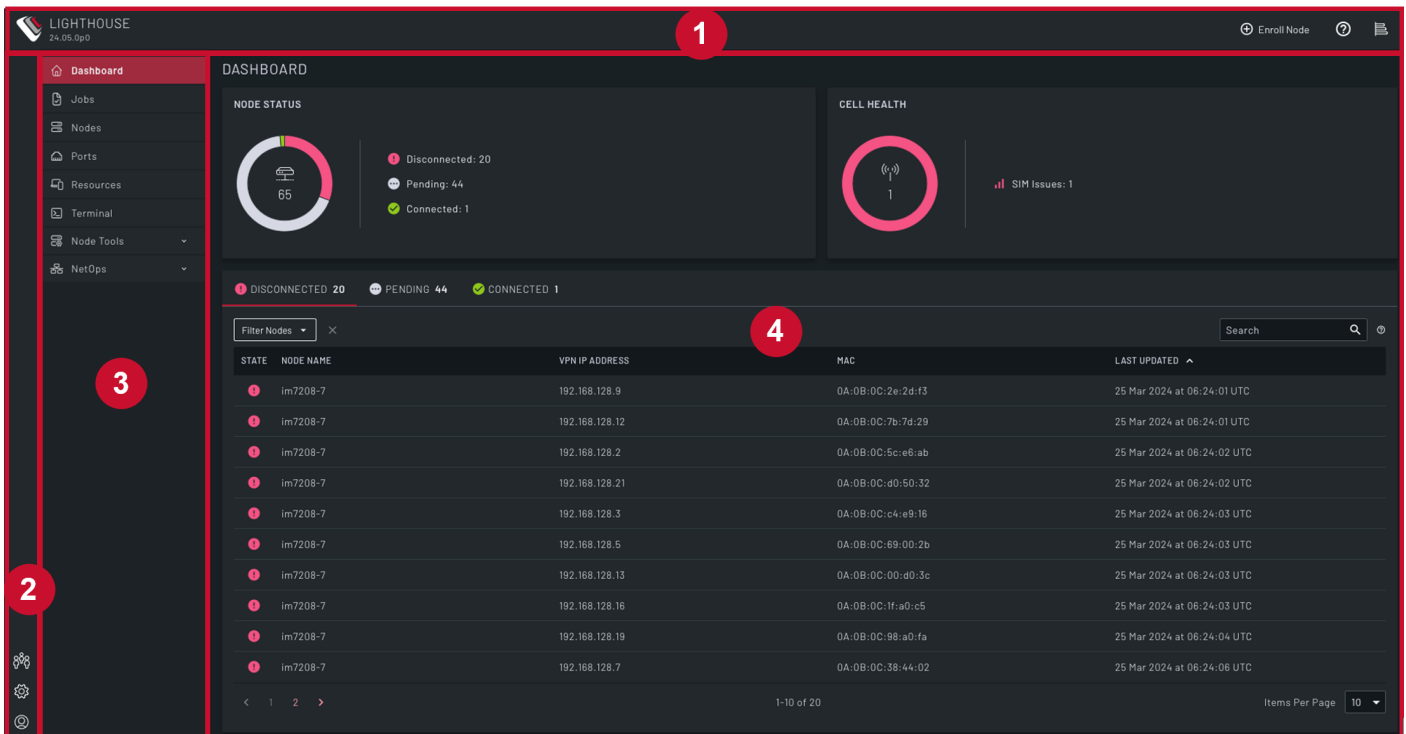 LIGHTHOUSE
24.05.0p0
1
Enroll Node
Dashboard
Jobs
Nodes
Ports
Resources
Terminal
Node Tools
NetOps
2
3
DASHBOARD
NODE STATUS
65
Disconnected: 20
Pending: 44
Connected: 1
CELL HEALTH
1
SIM Issues: 1
DISCONNECTED 20 PENDING 44 CONNECTED 1
4
Filter Nodes Search
STATE NODE NAME VPN IP ADDRESS MAC LAST UPDATED
im7208-7 192.168.128.9 0A:0B:0C:2e:2d:f3 25 Mar 2024 at 06:24:01 UTC
im7208-7 192.168.128.12 0A:0B:0C:7b:7d:29 25 Mar 2024 at 06:24:01 UTC
im7208-7 192.168.128.2 0A:0B:0C:5c:e6:ab 25 Mar 2024 at 06:24:02 UTC
im7208-7 192.168.128.21 0A:0B:0C:d0:50:32 25 Mar 2024 at 06:24:02 UTC
im7208-7 192.168.128.3 0A:0B:0C:c4:e9:16 25 Mar 2024 at 06:24:03 UTC
im7208-7 192.168.128.5 0A:0B:0C:69:00:2b 25 Mar 2024 at 06:24:03 UTC
im7208-7 192.168.128.13 0A:0B:0C:00:d0:3c 25 Mar 2024 at 06:24:03 UTC
im7208-7 192.168.128.16 0A:0B:0C:1f:a0:c5 25 Mar 2024 at 06:24:03 UTC
im7208-7 192.168.128.19 0A:0B:0C:98:a0:fa 25 Mar 2024 at 06:24:04 UTC
im7208-7 192.168.128.7 0A:0B:0C:38:44:02 25 Mar 2024 at 06:24:06 UTC
1 2 1-10 of 20 Items Per Page 10